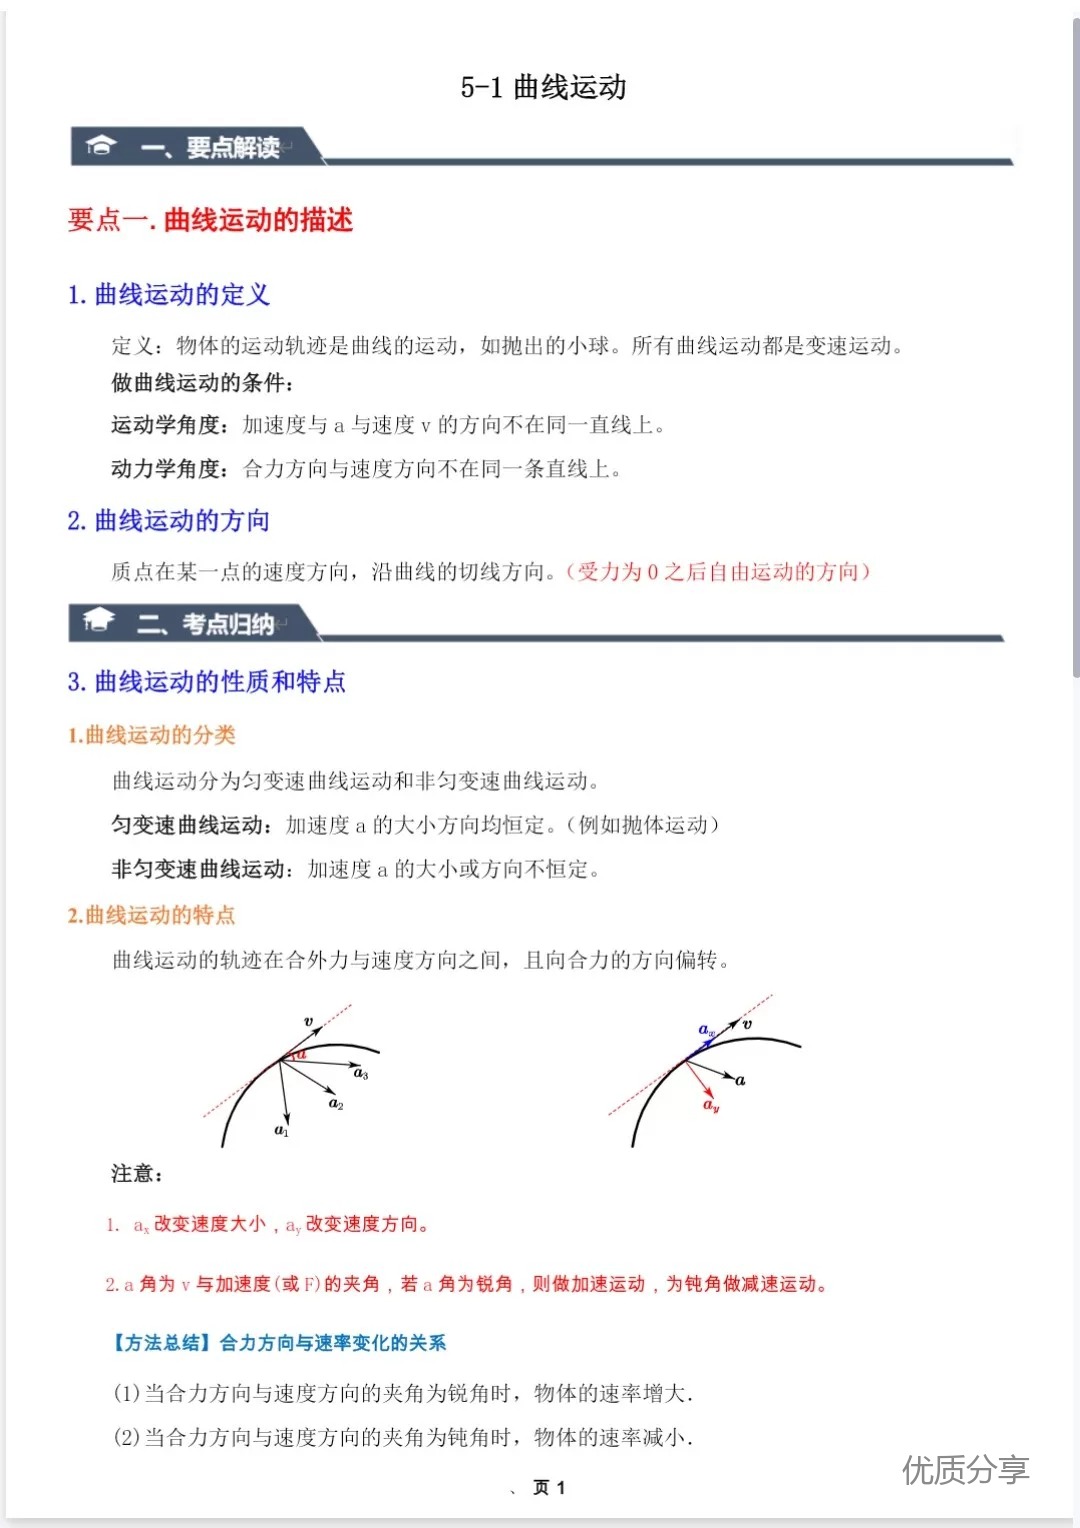 5-1 曲线运动
一、要点解读
要点一.曲线运动的描述
1. 曲线运动的定义
定义：物体的运动轨迹是曲线的运动，如抛出的小球。所有曲线运动都是变速运动。
做曲线运动的条件：
运动学角度：加速度与 a 与速度 v 的方向不在同一直线上。
动力学角度：合力方向与速度方向不在同一条直线上。
2. 曲线运动的方向
质点在某一点的速度方向，沿曲线的切线方向。（受力为 0 之后自由运动的方向）
二、考点归纳
3. 曲线运动的性质和特点
1.曲线运动的分类
曲线运动分为匀变速曲线运动和非匀变速曲线运动。
匀变速曲线运动：加速度 a 的大小方向均恒定。（例如抛体运动）
非匀变速曲线运动：加速度 a 的大小或方向不恒定。
2.曲线运动的特点
曲线运动的轨迹在合外力与速度方向之间，且向合力的方向偏转。
v
a
a3
a2
a1
ax
v
a
ay
注意：
1. ax 改变速度大小，ay 改变速度方向。
2.a 角为 v 与加速度(或 F)的夹角，若 a 角为锐角，则做加速运动，为钝角做减速运动。
【方法总结】合力方向与速率变化的关系
(1)当合力方向与速度方向的夹角为锐角时，物体的速率增大.
(2)当合力方向与速度方向的夹角为钝角时，物体的速率减小.
优质分享
、 页 1